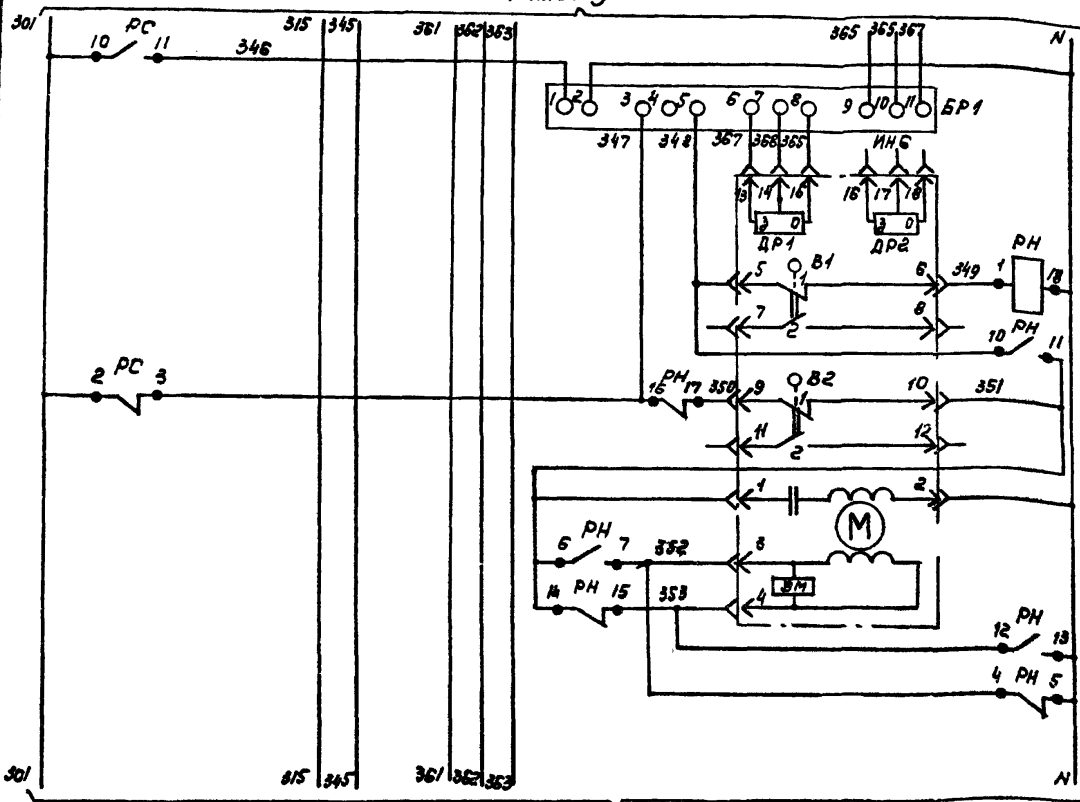 301 315 345 361 362 363 365 365 367 N
10 РС 11 346
1 2 3 4 5 6 7 8 9 10 11 БР1
347 348 367 368 365 ИН6
13 14 16 16 17 18
З О З О
ДР1 ДР2
РН
5 В1 1 6 349 1 18
7 2 8
10 РН 11
2 РС 3 16 РН 17 350 9 В2 1 10 351
11 2 12
1 2
М
6 РН 7 352 3
ВМ
14 РН 15 353 4
12 РН 13
4 РН 5
301 315 345 361 362 363 N